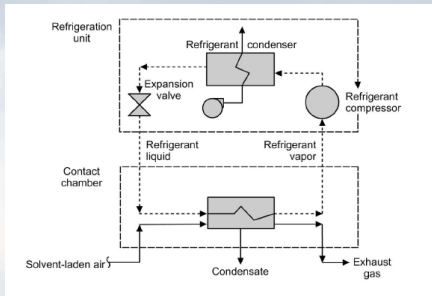 Refrigeration
unit
Refrigerant condenser
Expansion
valve
Refrigerant
compressor
Refrigerant
liquid
Refrigerant
vapor
Contact
chamber
Solvent-laden air
Condensate
Exhaust
gas